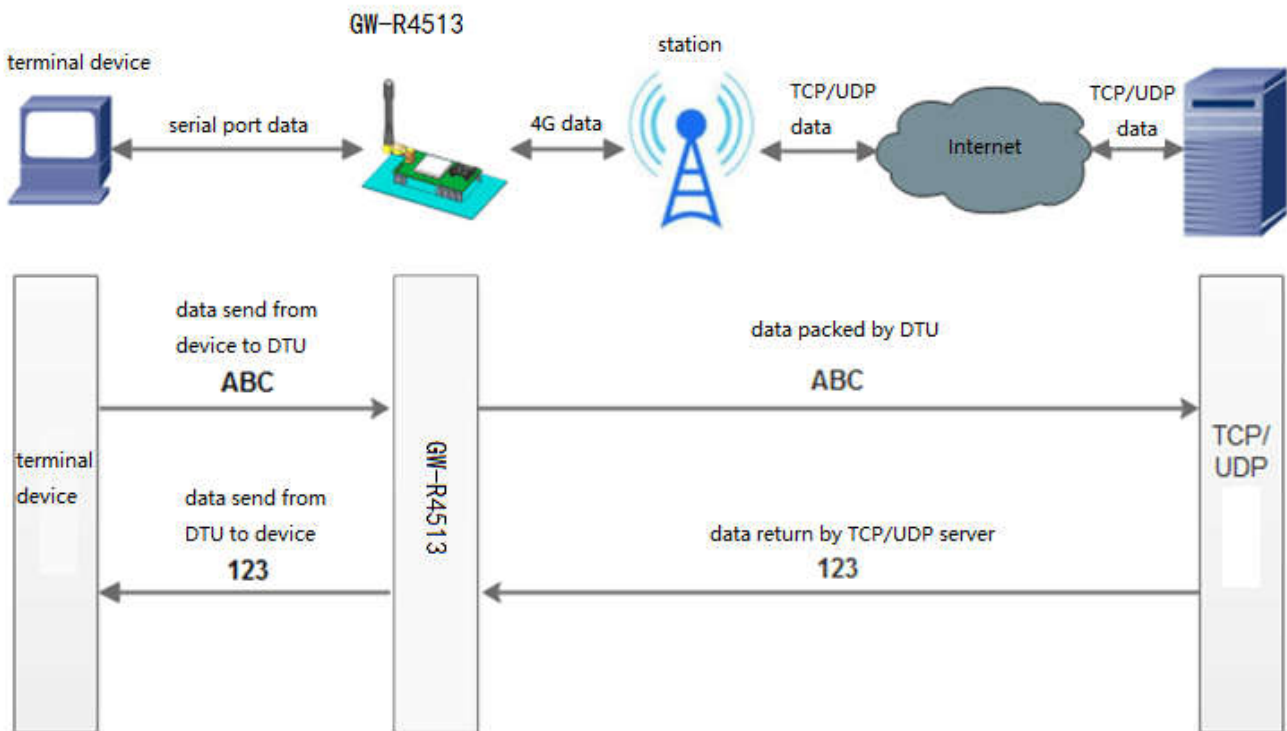 GW-R4513
station
terminal device
serial port data
4G data
TCP/UDP
data
Internet
TCP/UDP
data
data send from
device to DTU
ABC
data packed by DTU
ABC
terminal
device
GW-R4513
TCP/
UDP
data send from
DTU to device
123
data return by TCP/UDP server
123